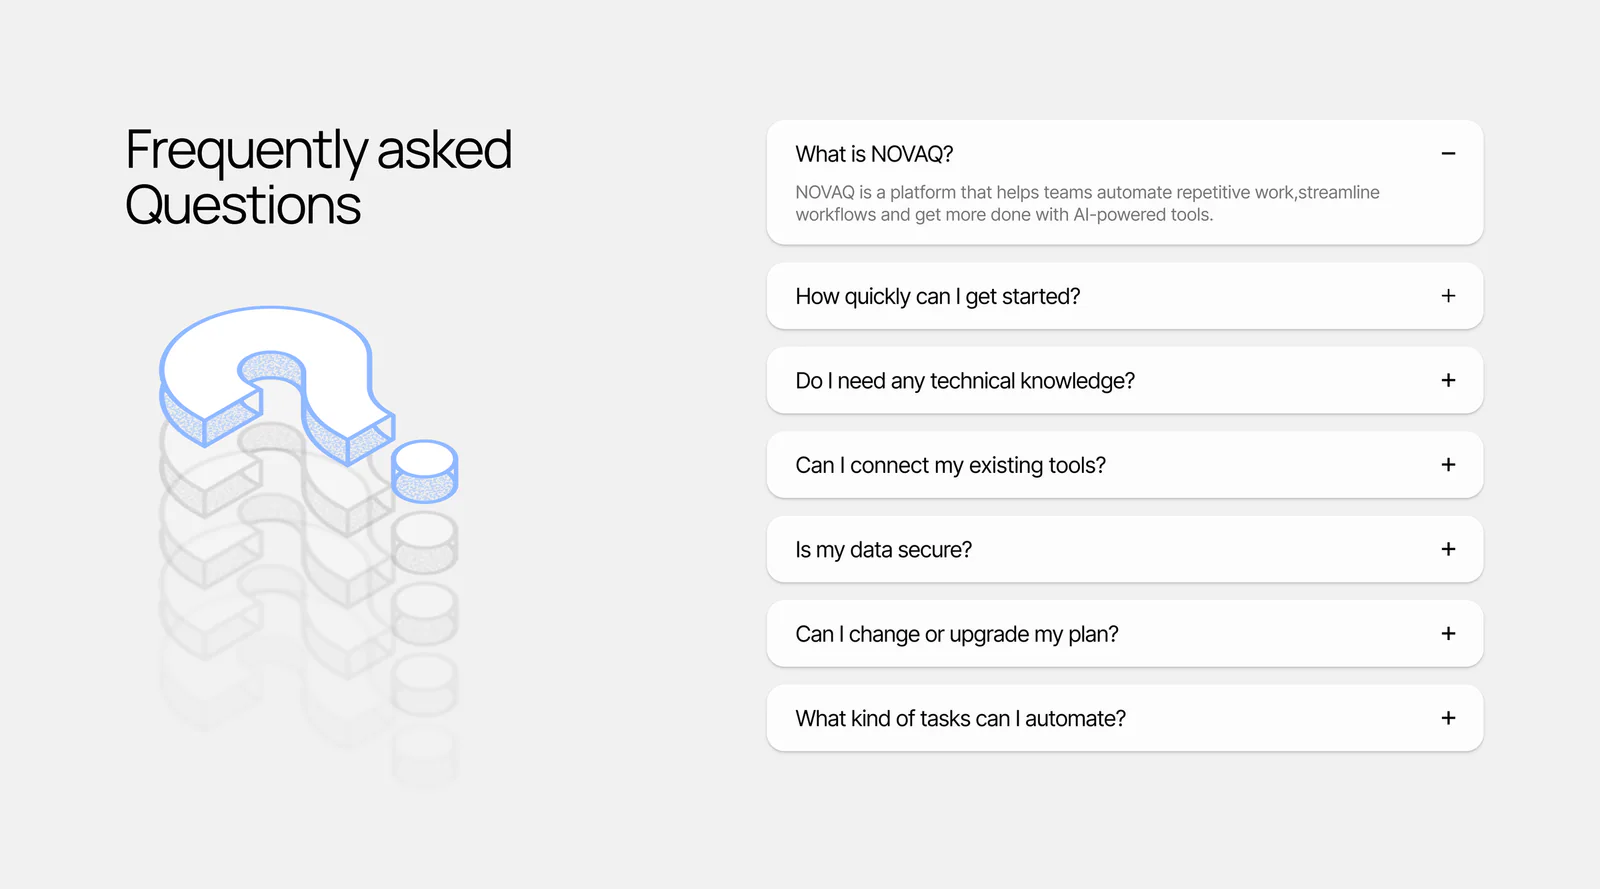 Frequently asked
Questions
What is NOVAQ?
NOVAQ is a platform that helps teams automate repetitive work,streamline
workflows and get more done with AI-powered tools.
How quickly can I get started?
Do I need any technical knowledge?
Can I connect my existing tools?
Is my data secure?
Can I change or upgrade my plan?
What kind of tasks can I automate?